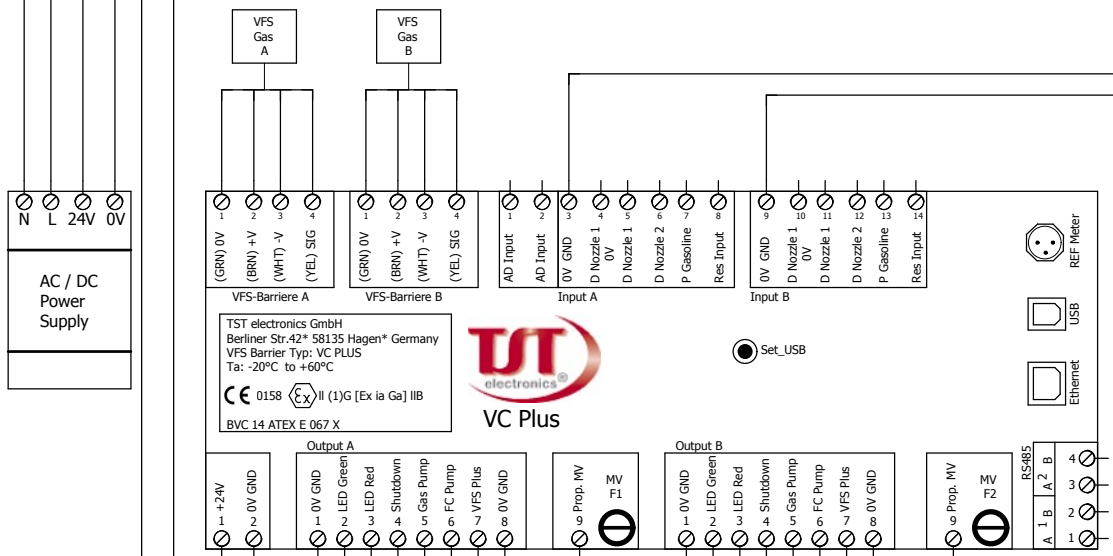 VFS
Gas
A
VFS
Gas
B
N L 24V 0V
AC / DC
Power
Supply
1 2 3 4
(GRN) 0V
(BRN) +V
(WHT) -V
(YEL) SIG
VFS-Barriere A
1 2 3 4
(GRN) 0V
(BRN) +V
(WHT) -V
(YEL) SIG
VFS-Barriere B
1 2 3 4 5 6 7 8
AD Input
AD Input
0V GND
D Nozzle 1
0V
D Nozzle 1
D Nozzle 2
P Gasoline
Res Input
Input A
9 10 11 12 13 14
0V GND
D Nozzle 1
0V
D Nozzle 1
D Nozzle 2
P Gasoline
Res Input
Input B
REF Meter
USB
Ethernet
TST electronics GmbH
Berliner Str.42* 58135 Hagen* Germany
VFS Barrier Typ: VC PLUS
Ta: -20°C to +60°C
CE 0158 Ex II (1)G [Ex ia Ga] IIB
BVC 14 ATEX E 067 X
TST
electronics®
VC Plus
Set_USB
+24V
0V GND
1 2
Output A
0V GND
LED Green
LED Red
Shutdown
Gas Pump
FC Pump
VFS Plus
0V GND
1 2 3 4 5 6 7 8
Prop. MV
9
MV
F1
Output B
0V GND
LED Green
LED Red
Shutdown
Gas Pump
FC Pump
VFS Plus
0V GND
1 2 3 4 5 6 7 8
Prop. MV
9
MV
F2
RS485
B 4
2
A 3
B 2
1
A 1